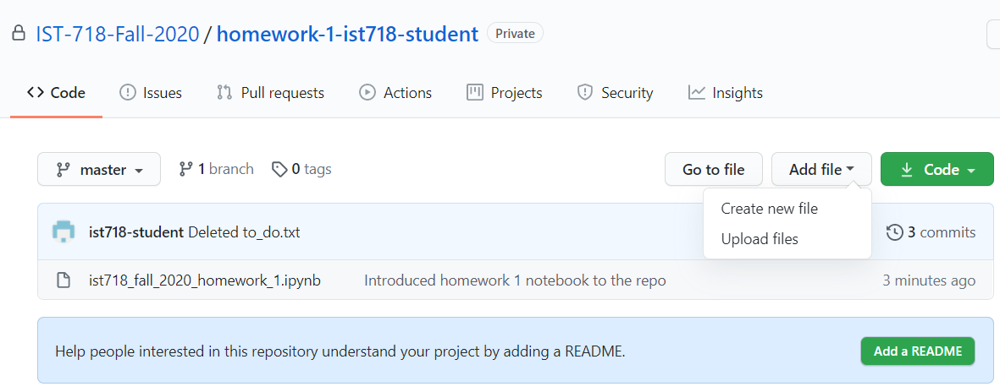 IST-718-Fall-2020 / homework-1-ist718-student Private
Code Issues Pull requests Actions Projects Security Insights
master 1 branch 0 tags Go to file Add file Code
Create new file
Upload files
ist718-student Deleted to_do.txt 3 commits
ist718_fall_2020_homework_1.ipynb Introduced homework 1 notebook to the repo 3 minutes ago
Help people interested in this repository understand your project by adding a README. Add a README